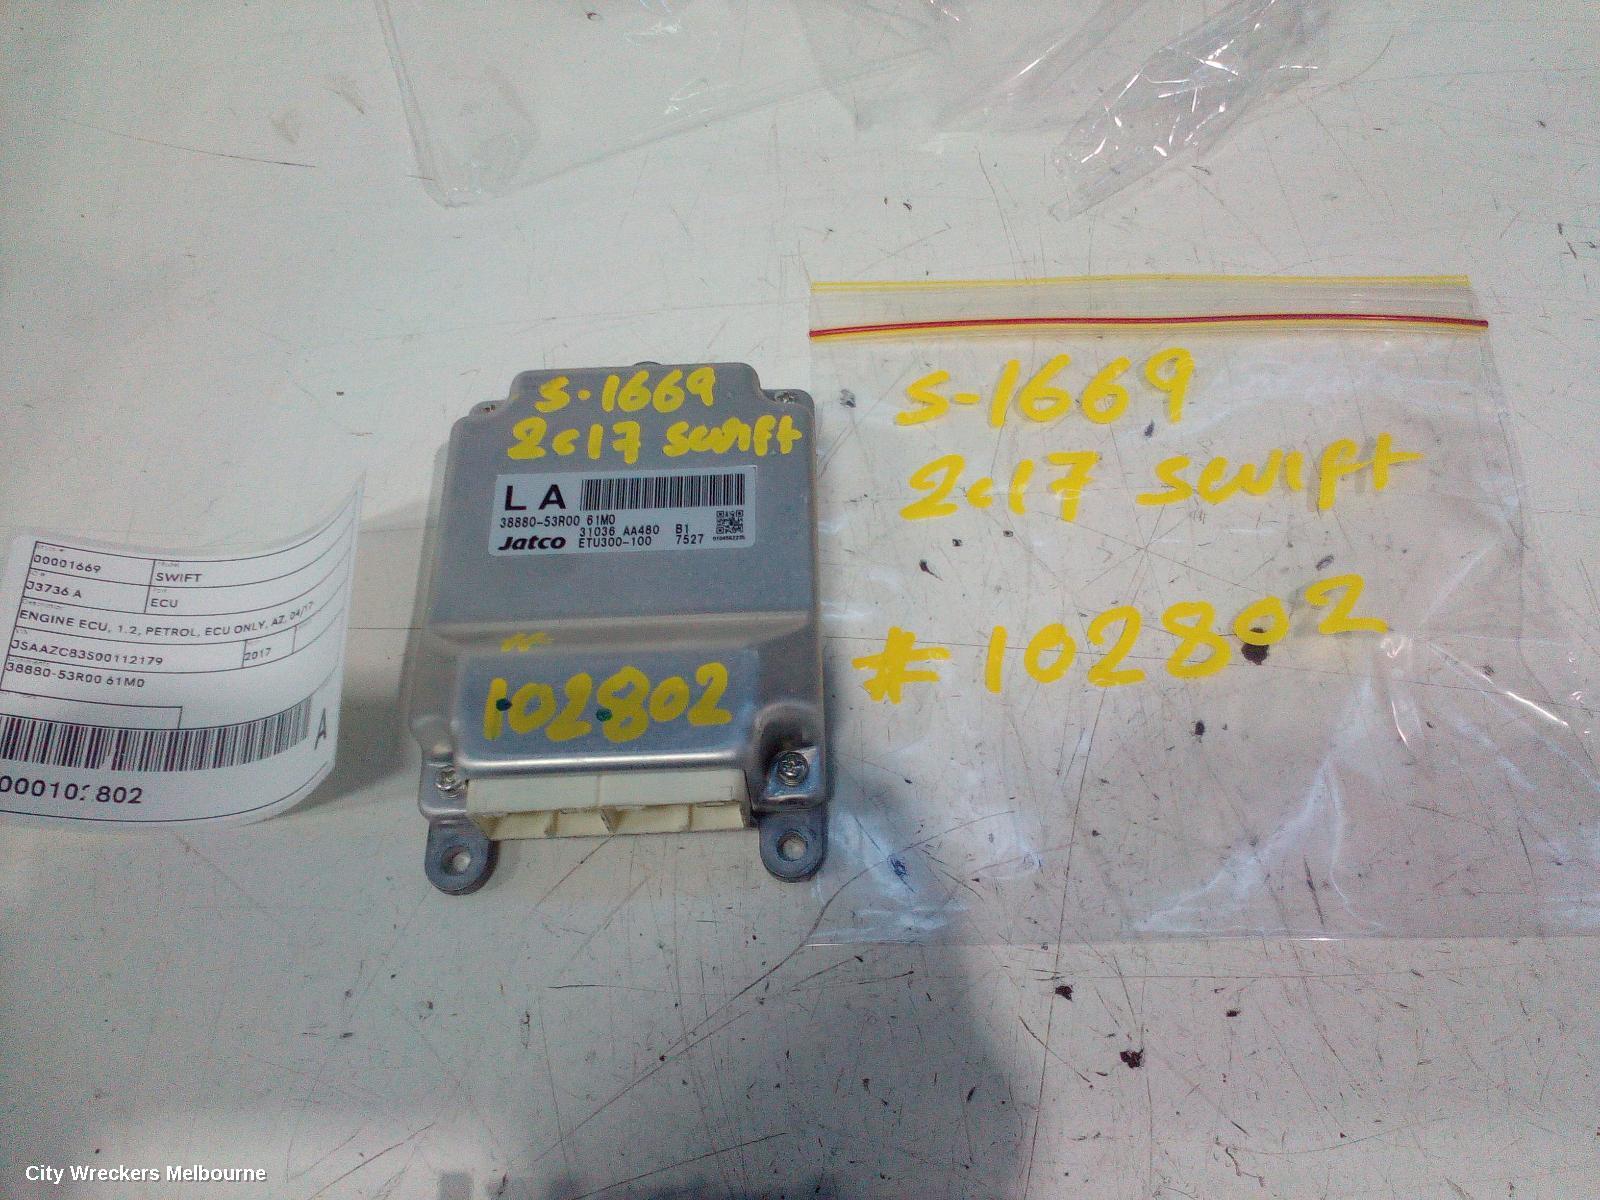 S-1669
2017 Swift
LA
38880-53R00 61M0
31036 AA480 B1
Jatco ETU300-100 7527
#
102802
S-1669
2017 Swift
# 102802
00001669 SWIFT
J3736 A ECU
ENGINE ECU, 1.2, PETROL, ECU ONLY, AZ, 04/17-
JSAAZC83S00112179 2017
38880-53R00 61M0
A
000102802
City Wreckers Melbourne